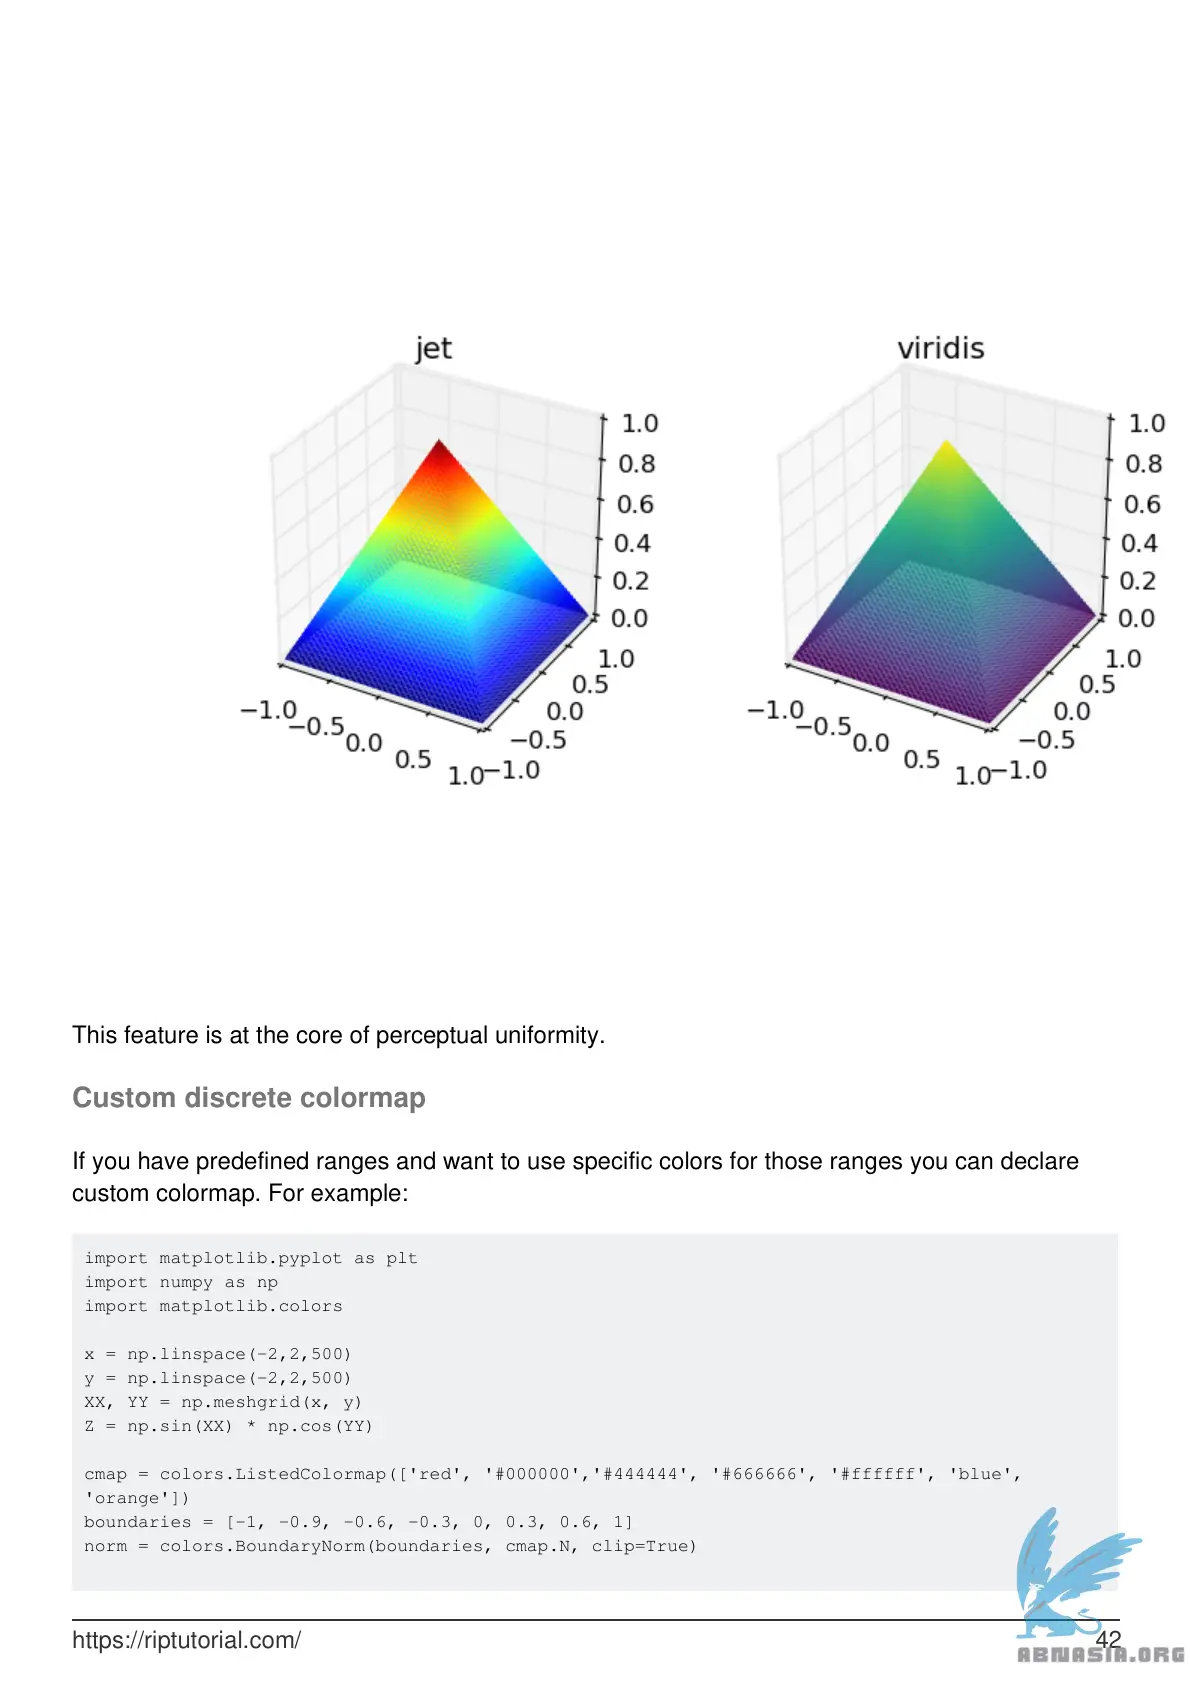 jet
1.0
0.8
0.6
0.4
0.2
0.0
1.0
0.5
0.0
−0.5
−1.0
−1.0
−0.5
0.0
0.5
1.0
viridis
1.0
0.8
0.6
0.4
0.2
0.0
1.0
0.5
0.0
−0.5
−1.0
−1.0
−0.5
0.0
0.5
1.0
This feature is at the core of perceptual uniformity.
Custom discrete colormap
If you have predefined ranges and want to use specific colors for those ranges you can declare
custom colormap. For example:
import matplotlib.pyplot as plt
import numpy as np
import matplotlib.colors
x = np.linspace(-2,2,500)
y = np.linspace(-2,2,500)
XX, YY = np.meshgrid(x, y)
Z = np.sin(XX) * np.cos(YY)
cmap = colors.ListedColormap(['red', '#000000','#444444', '#666666', '#ffffff', 'blue',
'orange'])
boundaries = [-1, -0.9, -0.6, -0.3, 0, 0.3, 0.6, 1]
norm = colors.BoundaryNorm(boundaries, cmap.N, clip=True)
https://riptutorial.com/
42
ABNASIA.ORG